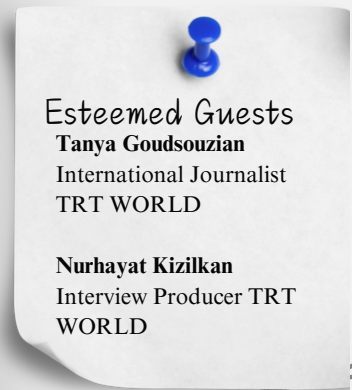 Esteemed Guests
Tanya Goudsouzian
International Journalist
TRT WORLD
Nurhayat Kizilkan
Interview Producer TRT
WORLD